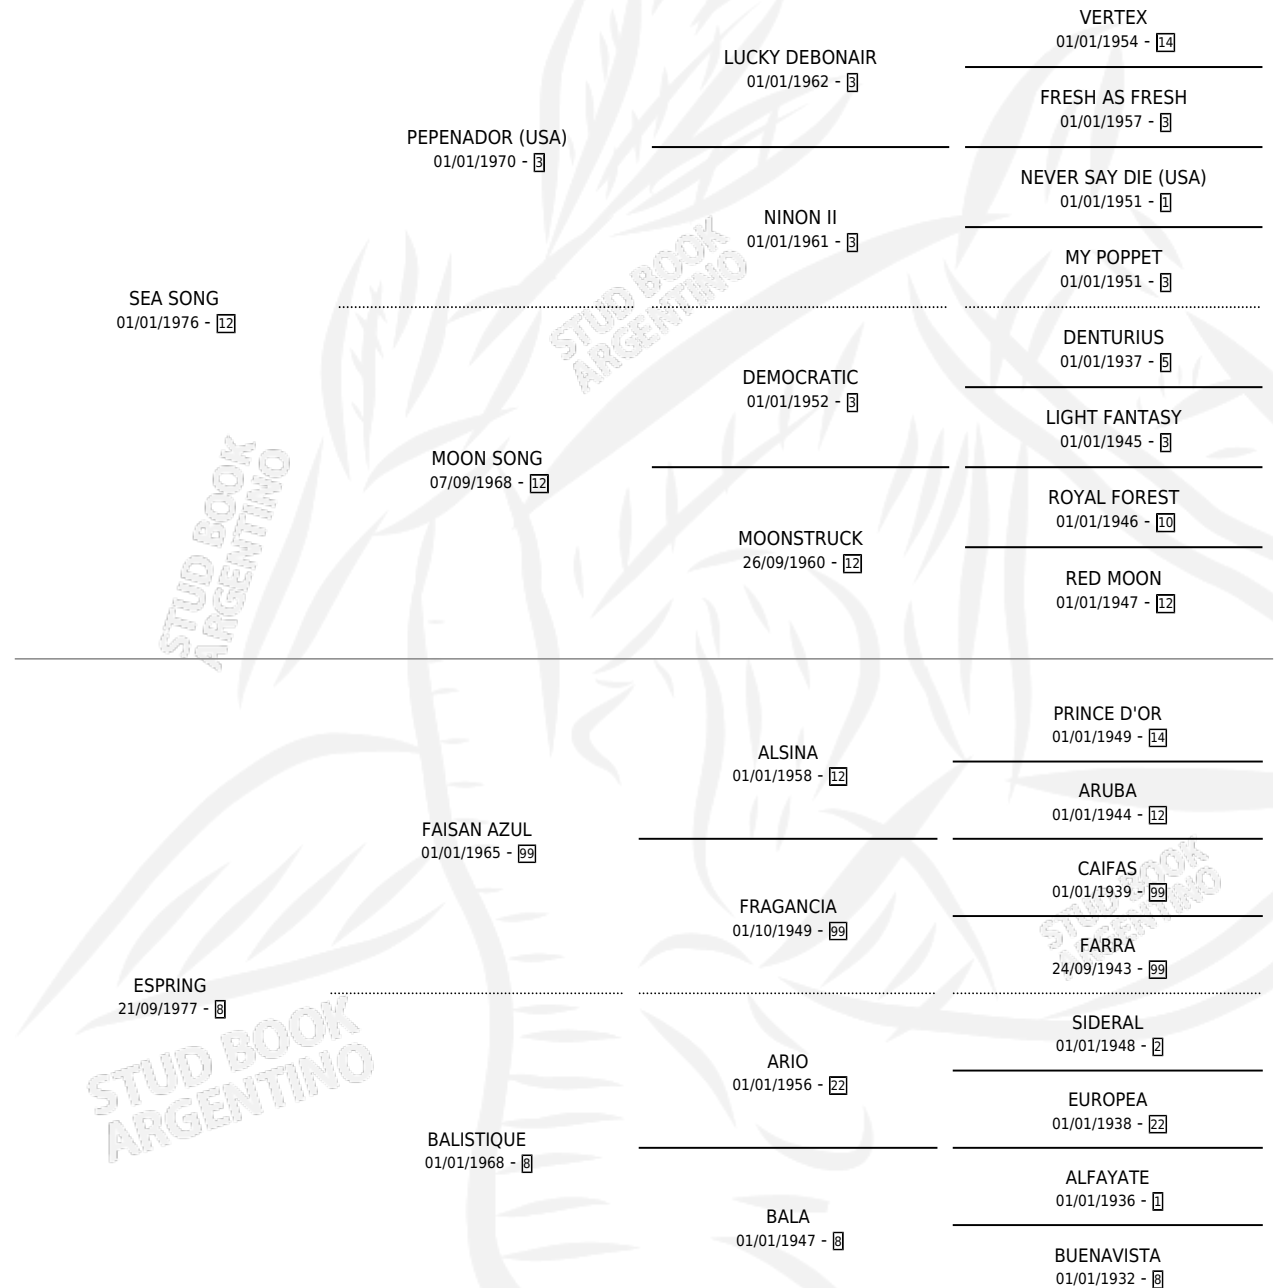 VERTEX
01/01/1954 - 14
LUCKY DEBONAIR
01/01/1962 - 3
FRESH AS FRESH
01/01/1957 - 3
PEPENADOR (USA)
01/01/1970 - 3
NEVER SAY DIE (USA)
01/01/1951 - 1
NINON II
01/01/1961 - 3
MY POPPET
01/01/1951 - 3
SEA SONG
01/01/1976 - 12
DENTURIUS
01/01/1937 - 5
DEMOCRATIC
01/01/1952 - 3
LIGHT FANTASY
01/01/1945 - 3
MOON SONG
07/09/1968 - 12
ROYAL FOREST
01/01/1946 - 10
MOONSTRUCK
26/09/1960 - 12
RED MOON
01/01/1947 - 12
PRINCE D'OR
01/01/1949 - 14
ALSINA
01/01/1958 - 12
ARUBA
01/01/1944 - 12
FAISAN AZUL
01/01/1965 - 99
CAIFAS
01/01/1939 - 99
FRAGANCIA
01/10/1949 - 99
FARRA
24/09/1943 - 99
ESPRING
21/09/1977 - 8
SIDERAL
01/01/1948 - 2
ARIO
01/01/1956 - 22
EUROPEA
01/01/1938 - 22
BALISTIQUE
01/01/1968 - 8
ALFAYATE
01/01/1936 - 1
BALA
01/01/1947 - 8
BUENAVISTA
01/01/1932 - 8
STUD BOOK
ARGENTINO
STUD BOOK
ARGENTINO
STUD BOOK
ARGENTINO
STUD BOOK
ARGENTINO